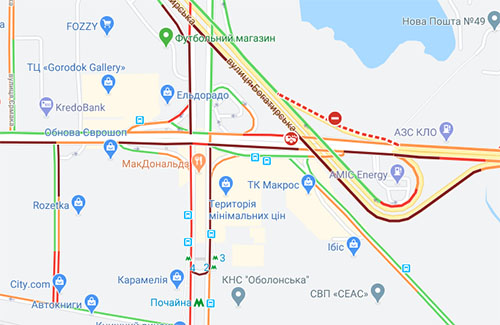 FOZZY
Футбольний магазин
Нова Пошта №49
ТЦ «Gorodok Gallery»
Ельдорадо
KredoBank
вулиця Богатирська
Обнова Єврошоп
АЗС КЛО
МакДональдз
AMIC Energy
ТК Макрос
Rozetka
Територія
мінімальних цін
Ібіс
3
4
2
City.com
Карамелія
КНС "Оболонська"
СВП «СЕАС»
Автокниги
Почайна